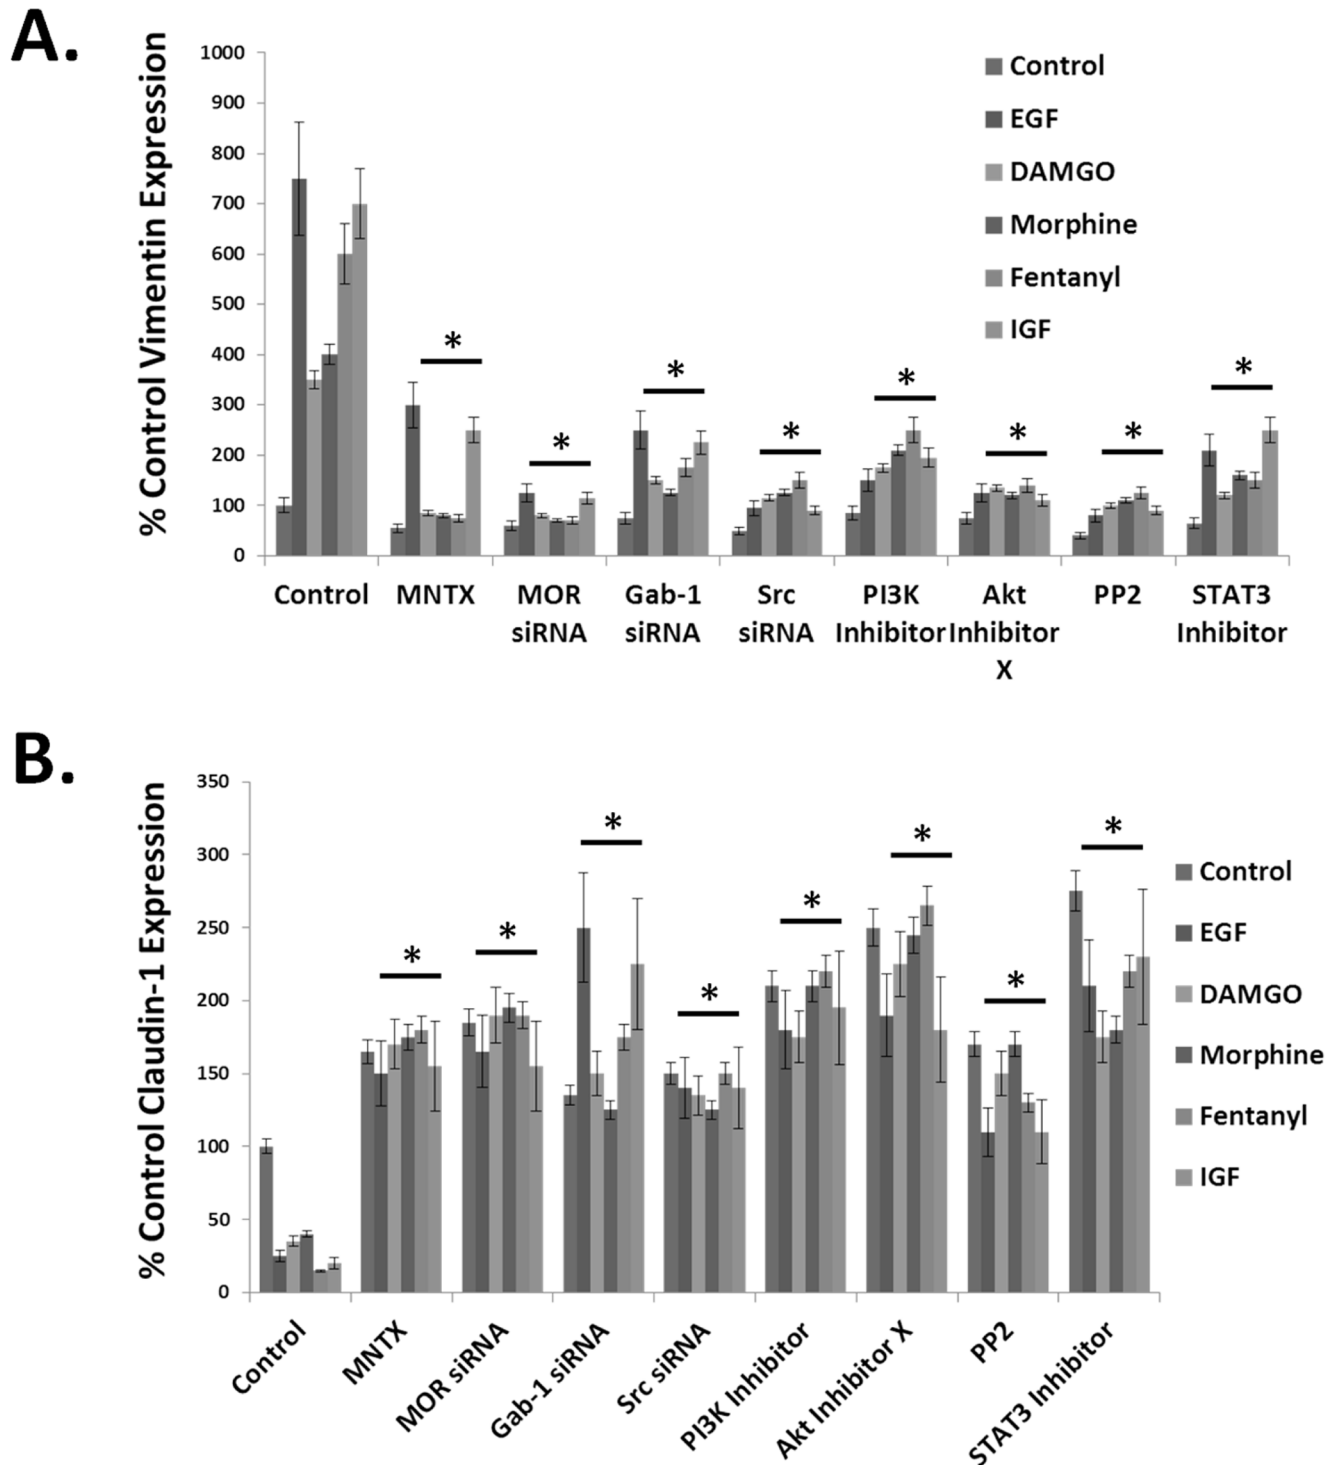 A.
% Control Vimentin Expression
1000
900
800
700
600
500
400
300
200
100
0
Control
EGF
DAMGO
Morphine
Fentanyl
IGF
*
*
*
*
*
*
*
*
Control
MNTX
MOR
siRNA
Gab-1
siRNA
Src
siRNA
PI3K
Inhibitor
Akt
Inhibitor
X
PP2
STAT3
Inhibitor
B.
% Control Claudin-1 Expression
350
300
250
200
150
100
50
0
*
*
*
*
*
*
*
*
Control
EGF
DAMGO
Morphine
Fentanyl
IGF
Control
MNTX
MOR siRNA
Gab-1 siRNA
Src siRNA
PI3K Inhibitor
Akt Inhibitor X
PP2
STAT3 Inhibitor